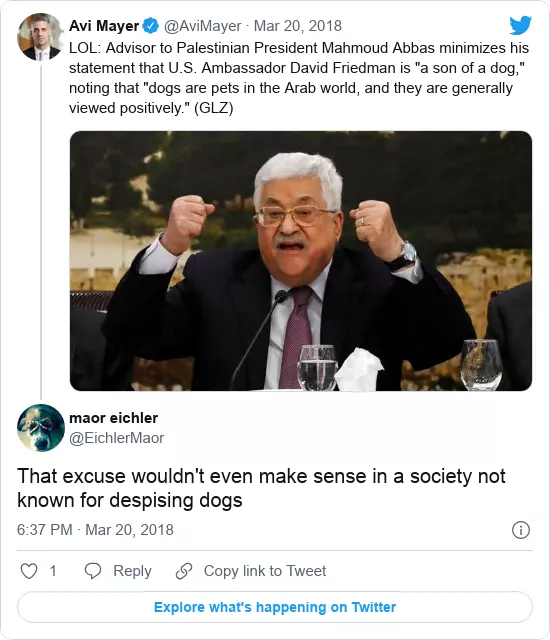 Avi Mayer @AviMayer · Mar 20, 2018
LOL: Advisor to Palestinian President Mahmoud Abbas minimizes his
statement that U.S. Ambassador David Friedman is "a son of a dog,"
noting that "dogs are pets in the Arab world, and they are generally
viewed positively." (GLZ)
maor eichler
@EichlerMaor
That excuse wouldn't even make sense in a society not
known for despising dogs
6:37 PM · Mar 20, 2018
1 Reply Copy link to Tweet
Explore what's happening on Twitter